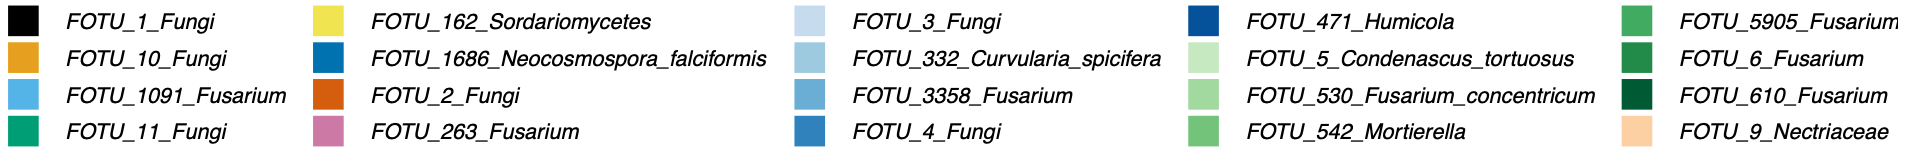 FOTU_1_Fungi
FOTU_10_Fungi
FOTU_1091_Fusarium
FOTU_11_Fungi
FOTU_162_Sordariomycetes
FOTU_1686_Neocosmospora_falciformis
FOTU_2_Fungi
FOTU_263_Fusarium
FOTU_3_Fungi
FOTU_332_Curvularia_spicifera
FOTU_3358_Fusarium
FOTU_4_Fungi
FOTU_471_Humicola
FOTU_5_Condenascus_tortuosus
FOTU_530_Fusarium_concentricum
FOTU_542_Mortierella
FOTU_5905_Fusarium
FOTU_6_Fusarium
FOTU_610_Fusarium
FOTU_9_Nectriaceae